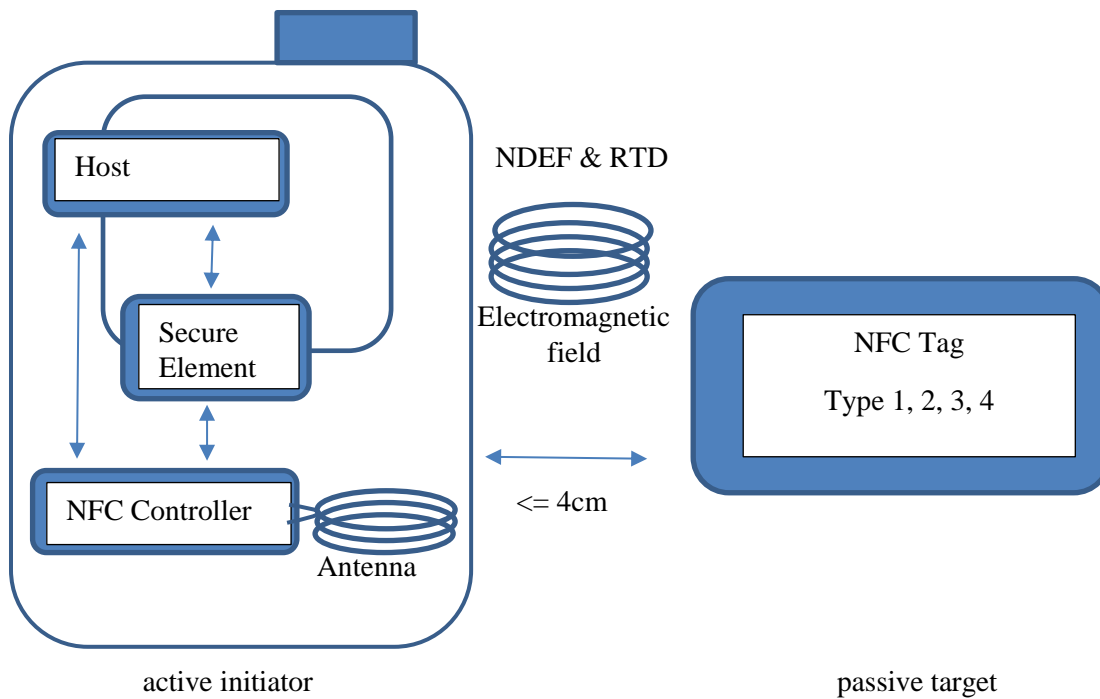 Host
NDEF & RTD
Secure
Element
Electromagnetic
field
NFC Tag
Type 1, 2, 3, 4
NFC Controller
<= 4cm
Antenna
active initiator
passive target